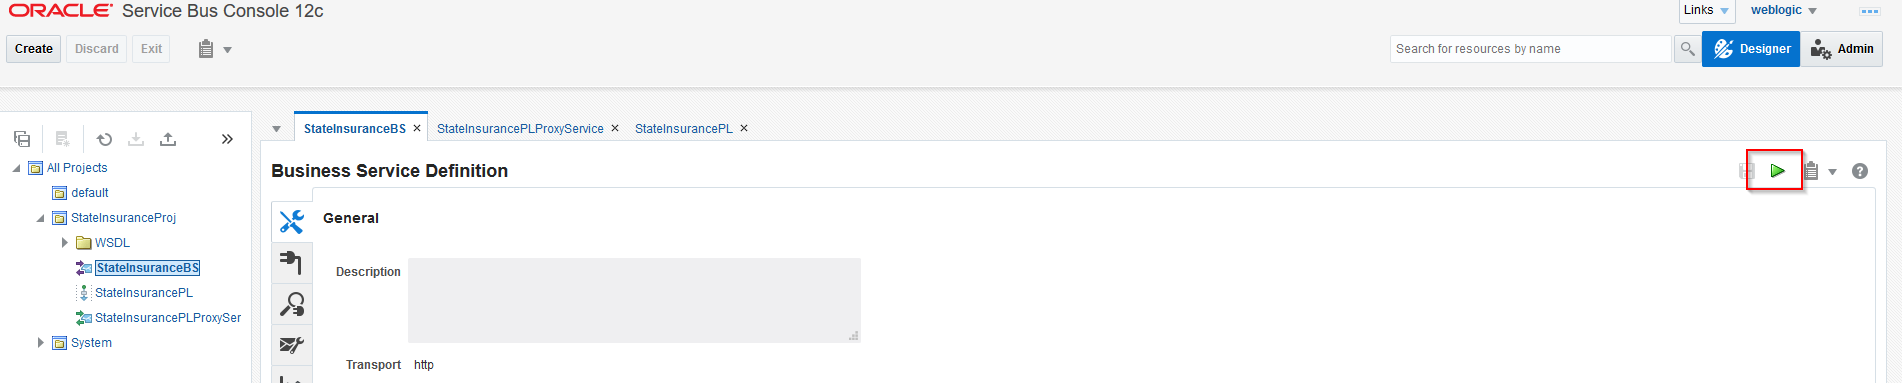 ORACLE Service Bus Console 12c
Links weblogic
Create Discard Exit
Search for resources by name
Designer Admin
StateInsuranceBS StateInsurancePLProxyService StateInsurancePL
All Projects
default
StateInsuranceProj
WSDL
StateInsuranceBS
StateInsurancePL
StateInsurancePLProxySer
System
Business Service Definition
General
Description
Transport http